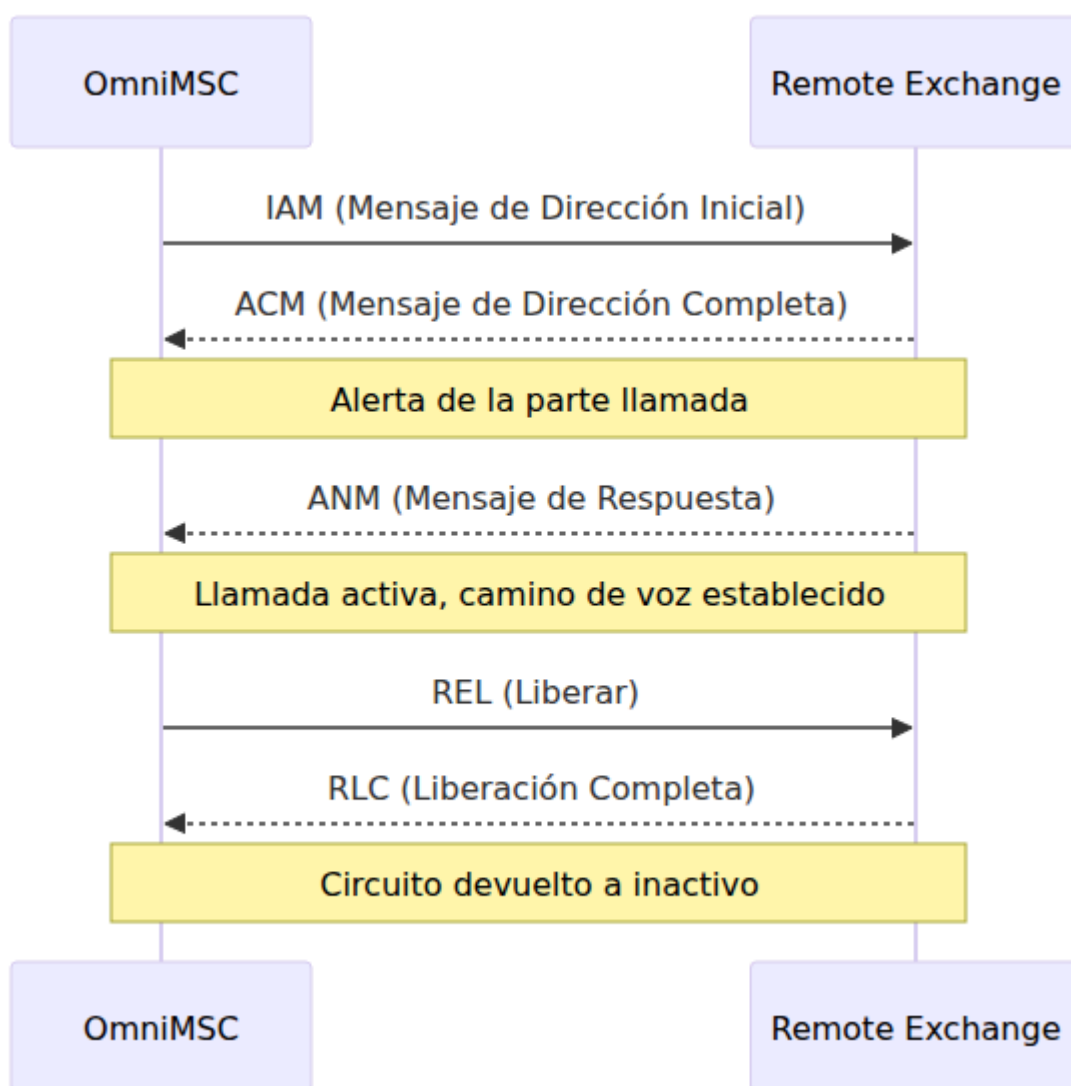 OmniMSC
Remote Exchange
IAM (Mensaje de Dirección Inicial)
ACM (Mensaje de Dirección Completa)
Alerta de la parte llamada
ANM (Mensaje de Respuesta)
Llamada activa, camino de voz establecido
REL (Liberar)
RLC (Liberación Completa)
Circuito devuelto a inactivo
OmniMSC
Remote Exchange